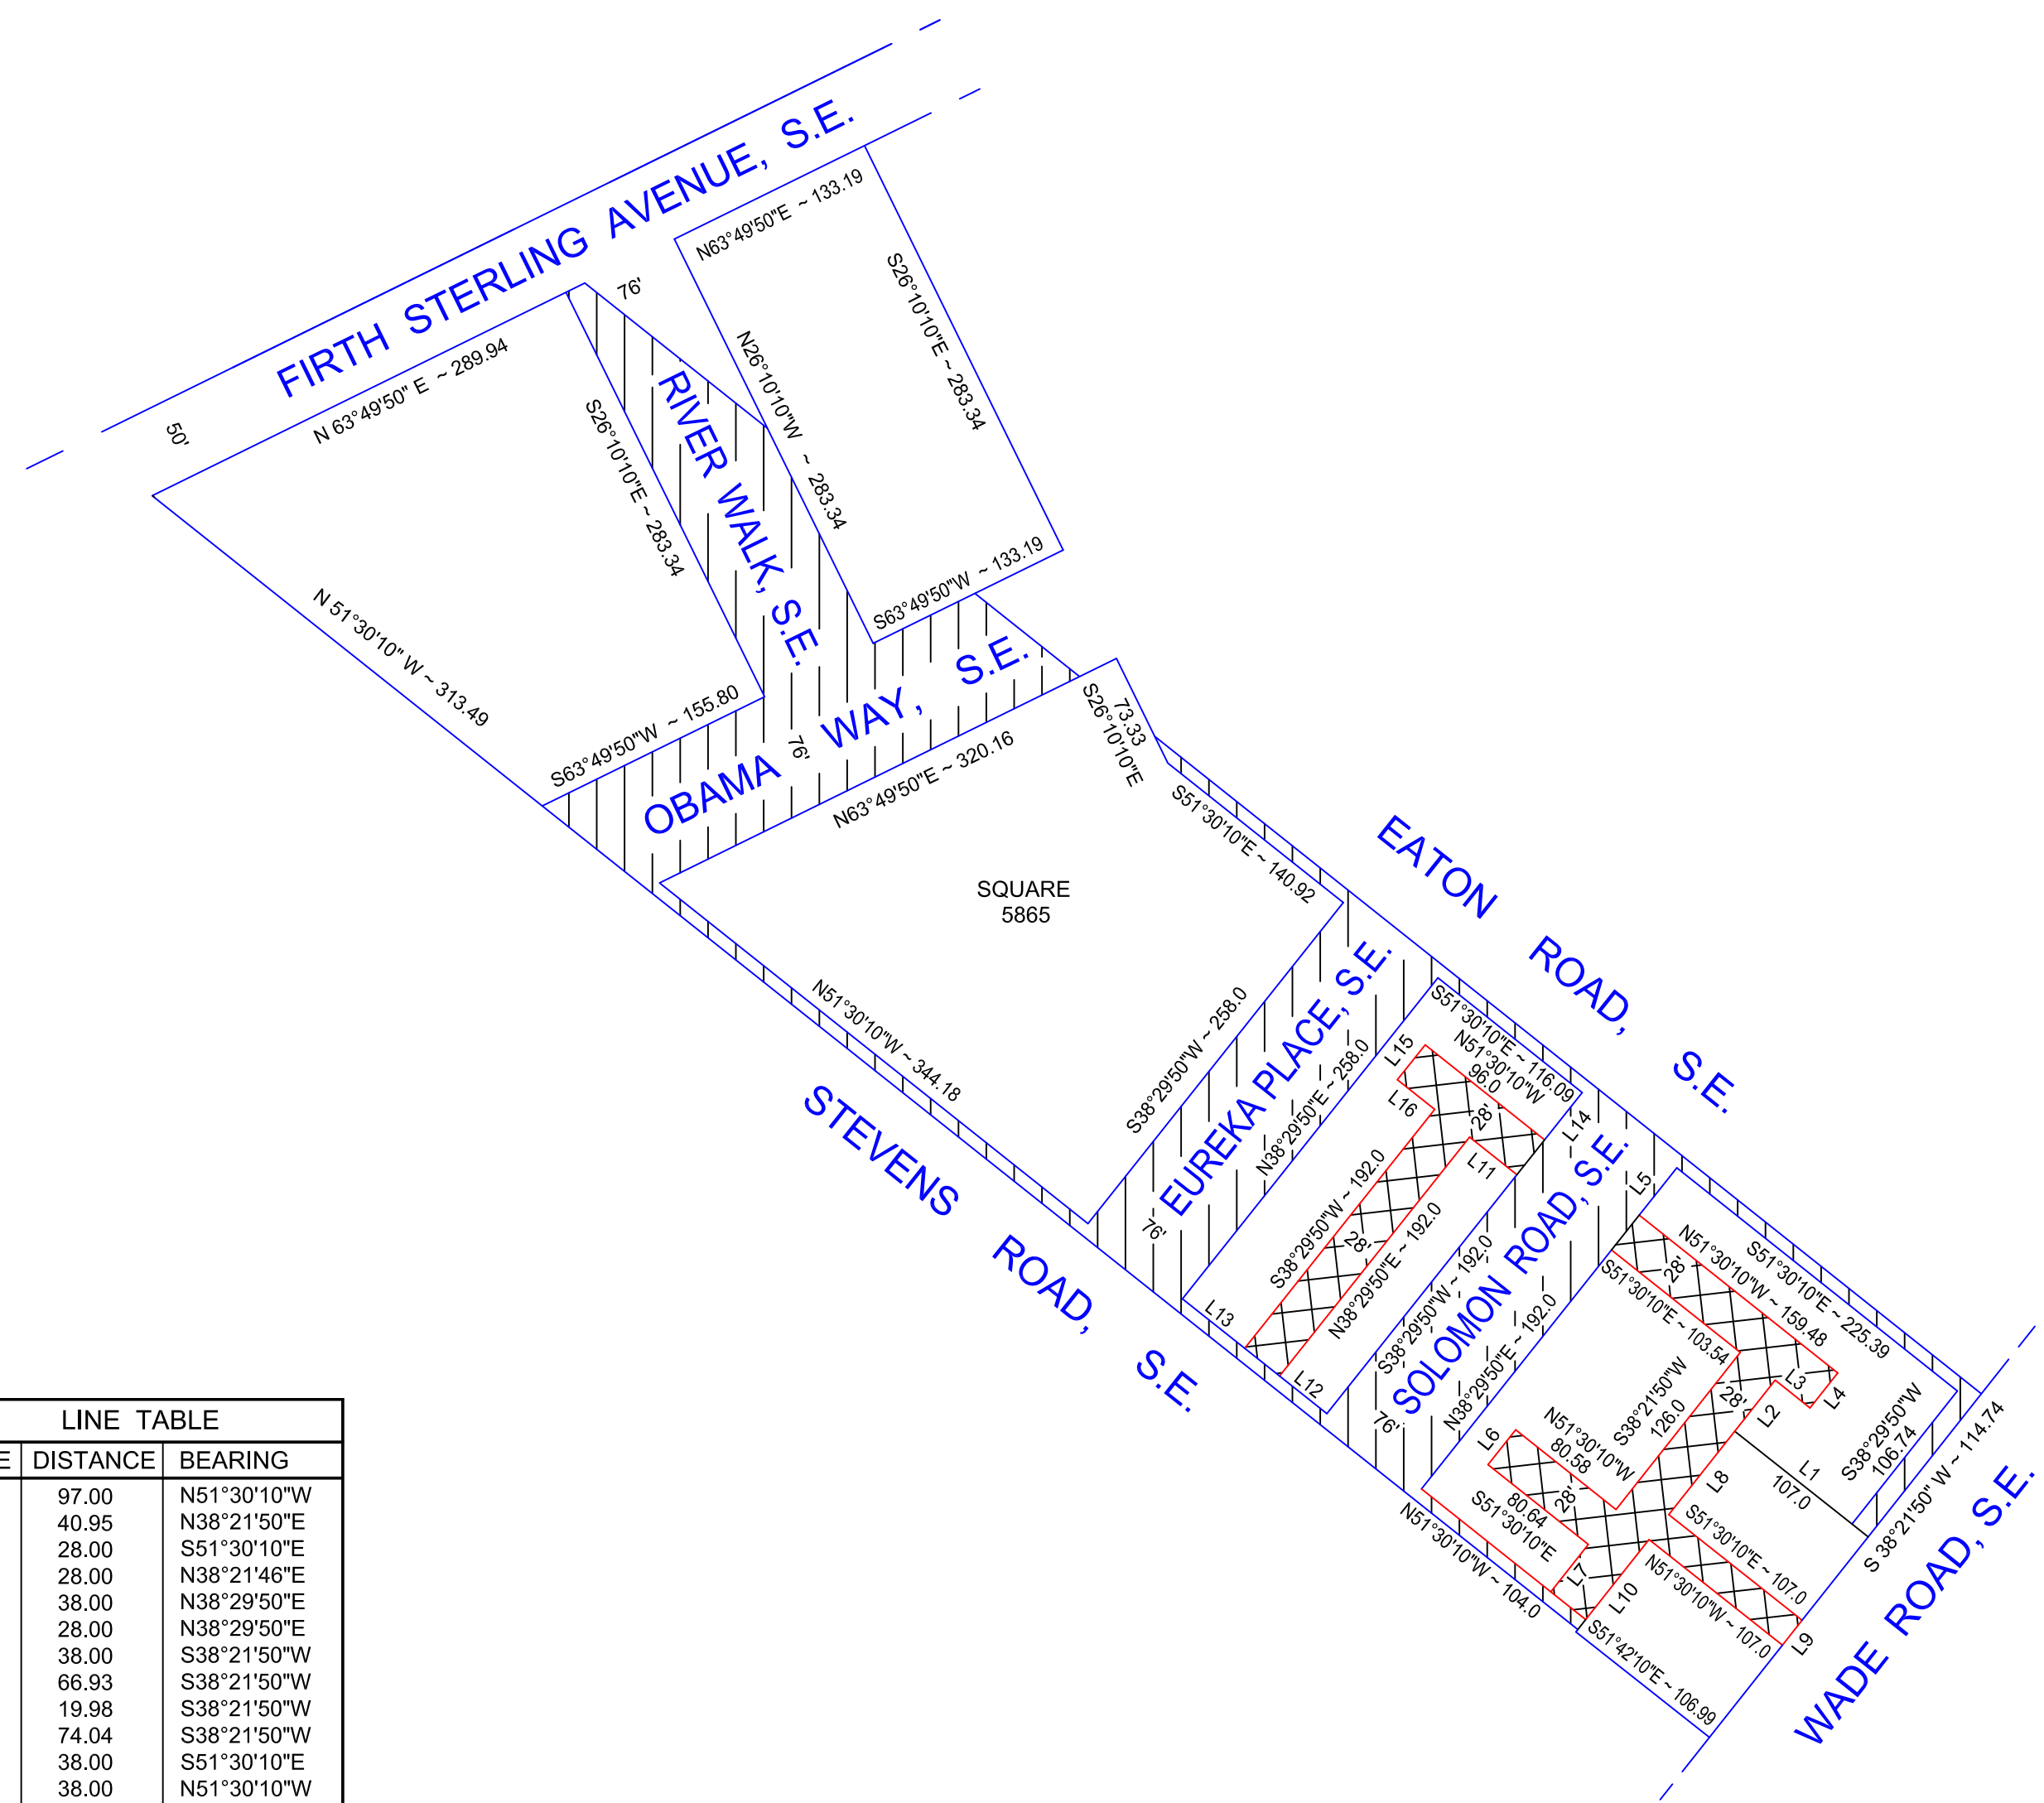 FIRTH STERLING AVENUE, S.E.
50'
N 63°49'50" E ~ 289.94
76'
N63°49'50"E ~ 133.19
S26°10'10"E ~ 283.34
N26°10'10"W ~ 283.34
S26°10'10"E ~ 283.34
RIVER WALK, S.E.
S63°49'50"W ~ 133.19
N 51°30'10" W ~ 313.49
S63°49'50"W ~ 155.80
OBAMA WAY, S.E.
76'
N63°49'50"E ~ 320.16
73.33
S26°10'10"E
S51°30'10"E ~ 140.92
SQUARE
5865
EATON ROAD, S.E.
N51°30'10"W ~ 344.18
S38°29'50"W ~ 258.0
EUREKA PLACE, S.E.
76'
N38°29'50"E ~ 258.0
STEVENS ROAD, S.E.
S51°30'10"E ~ 116.09
N51°30'10"W
96.0
L15
L16
28'
L14
L11
S38°29'50"W ~ 192.0
28'
N38°29'50"E ~ 192.0
L13
L12
S38°29'50"W ~ 192.0
SOLOMON ROAD, S.E.
76'
N38°29'50"E ~ 192.0
L5
28'
N51°30'10"W ~ 159.48
S51°30'10"E ~ 225.39
S51°30'10"E ~ 103.54
L3
L4
28'
L2
S38°21'50"W
126.0
L1
107.0
S38°29'50"W
106.74
S 38°21'50" W ~ 114.74
L6
N51°30'10"W
80.58
28'
80.64
S51°30'10"E
L8
L7
L10
S51°30'10"E ~ 107.0
N51°30'10"W ~ 107.0
L9
N51°30'10"W ~ 104.0
S51°42'10"E ~ 106.99
WADE ROAD, S.E.
LINE TABLE
E DISTANCE BEARING
97.00 N51°30'10"W
40.95 N38°21'50"E
28.00 S51°30'10"E
28.00 N38°21'46"E
38.00 N38°29'50"E
28.00 N38°29'50"E
38.00 S38°21'50"W
66.93 S38°21'50"W
19.98 S38°21'50"W
74.04 S38°21'50"W
38.00 S51°30'10"E
38.00 N51°30'10"W